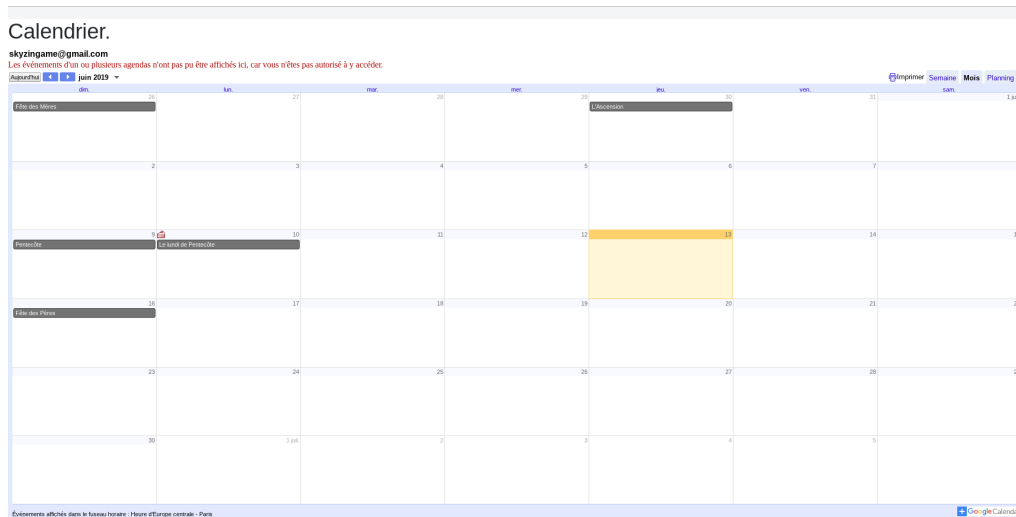 Calendrier.
skyzingame@gmail.com
Les événements d'un ou plusieurs agendas n'ont pas pu être affichés ici, car vous n'êtes pas autorisé à y accéder.
Aujourd'hui juin 2019 Imprimer Semaine Mois Planning
dim. lun. mar. mer. jeu. ven. sam.
26 27 28 29 30 31 1
Fête des Mères L'Ascension
2 3 4 5 6 7
9 10 11 12 13 14
Pentecôte Le lundi de Pentecôte
16 17 18 19 20 21
Fête des Pères
23 24 25 26 27 28
30 1 juil. 2 3 4 5
Événements affichés dans le fuseau horaire : Heure d'Europe centrale - Paris Google